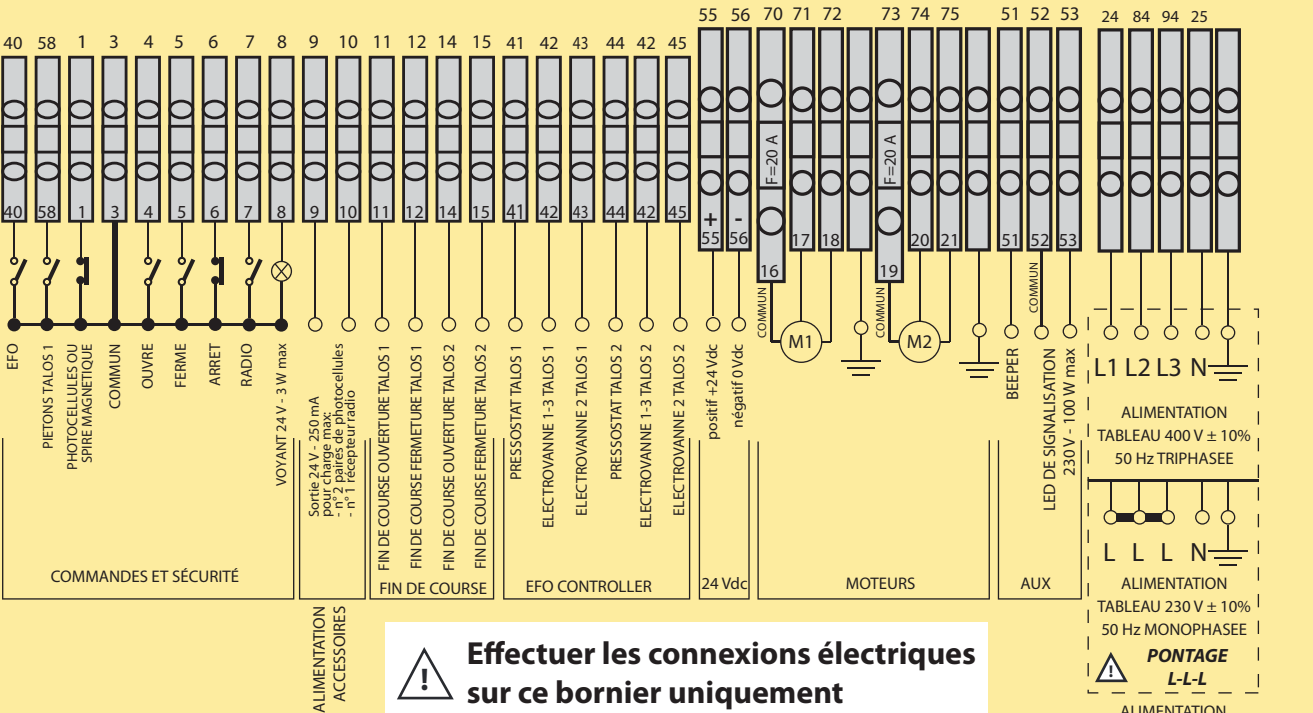 55 56 70 71 72 73 74 75 51 52 53 24 84 94 25
40 58 1 3 4 5 6 7 8 9 10 11 12 14 15 41 42 43 44 42 45
F=20 A
F=20 A
+ -
40 58 1 3 4 5 6 7 8 9 10 11 12 14 15 41 42 43 44 42 45 55 56 17 18 20 21 51 52 53
16 19
COMMUN
COMMUN
COMMUN
M1
M2
EFO
PIETONS TALOS 1
PHOTOCELLULES OU
SPIRE MAGNETIQUE
COMMUN
OUVRE
FERME
ARRET
RADIO
VOYANT 24 V - 3 W max
Sortie 24 V - 250 mA
pour charge max:
- n° 2 paires de photocellules
- n° 1 récepteur radio
FIN DE COURSE OUVERTURE TALOS 1
FIN DE COURSE FERMETURE TALOS 1
FIN DE COURSE OUVERTURE TALOS 2
FIN DE COURSE FERMETURE TALOS 2
PRESSOSTAT TALOS 1
ELECTROVANNE 1-3 TALOS 1
ELECTROVANNE 2 TALOS 1
PRESSOSTAT TALOS 2
ELECTROVANNE 1-3 TALOS 2
ELECTROVANNE 2 TALOS 2
positif +24 Vdc
négatif 0 Vdc
BEEPER
LED DE SIGNALISATION
230 V - 100 W max
L1 L2 L3 N
ALIMENTATION
TABLEAU 400 V ± 10%
50 Hz TRIPHASEE
L L L N
ALIMENTATION
TABLEAU 230 V ± 10%
50 Hz MONOPHASEE
! PONTAGE
L-L-L
ALIMENTATION
COMMANDES ET SÉCURITÉ
ALIMENTATION
ACCESSOIRES
FIN DE COURSE
EFO CONTROLLER
24 Vdc
MOTEURS
AUX
! Effectuer les connexions électriques
sur ce bornier uniquement